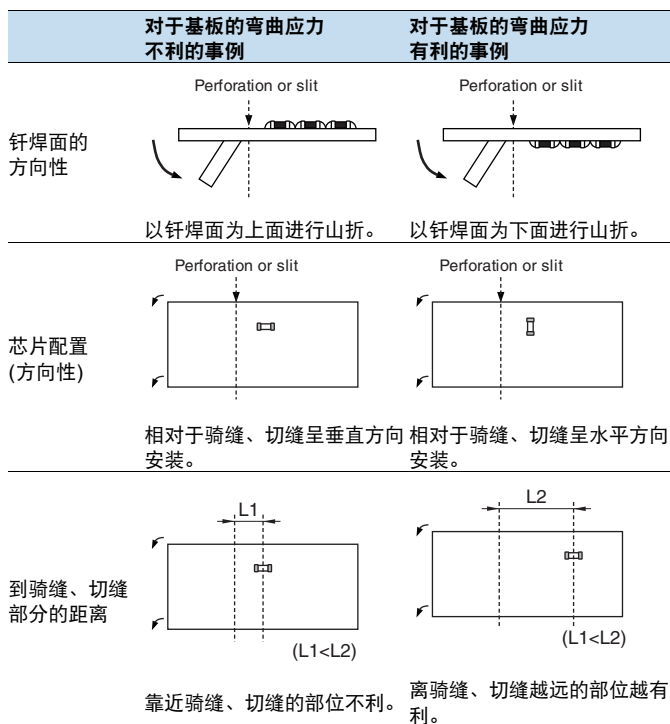 对于基板的弯曲应力
不利的事例
对于基板的弯曲应力
有利的事例
钎焊面的
方向性
Perforation or slit
以钎焊面为上面进行山折。
Perforation or slit
以钎焊面为下面进行山折。
芯片配置
(方向性)
Perforation or slit
相对于骑缝、切缝呈垂直方向
安装。
Perforation or slit
相对于骑缝、切缝呈水平方向
安装。
到骑缝、切缝
部分的距离
L1
(L1<L2)
靠近骑缝、切缝的部位不利。
L2
(L1<L2)
离骑缝、切缝越远的部位越有
利。